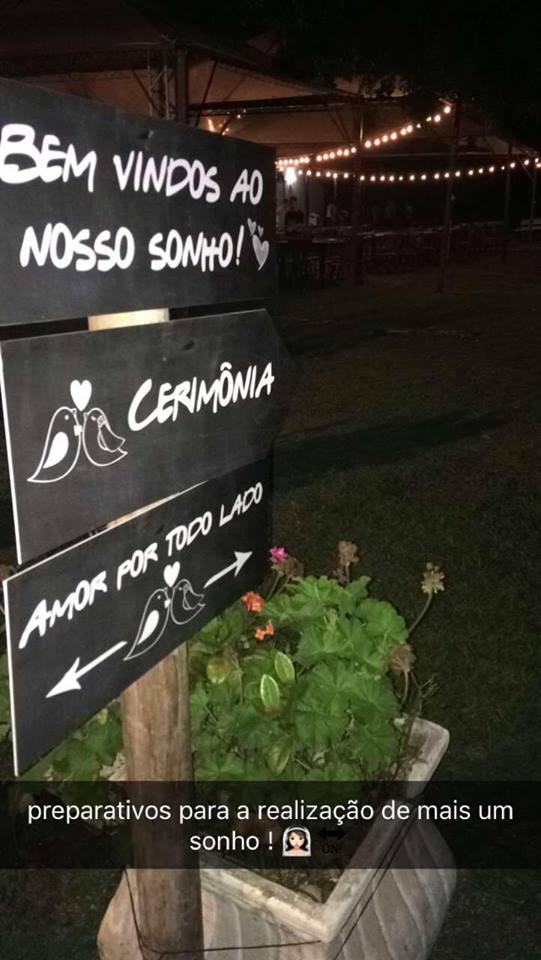 BEM VINDOS AO
NOSSO SONHO!
CERIMÔNIA
AMOR POR TODO LADO
preparativos para a realização de mais um
sonho ! 👰🏻 🔛